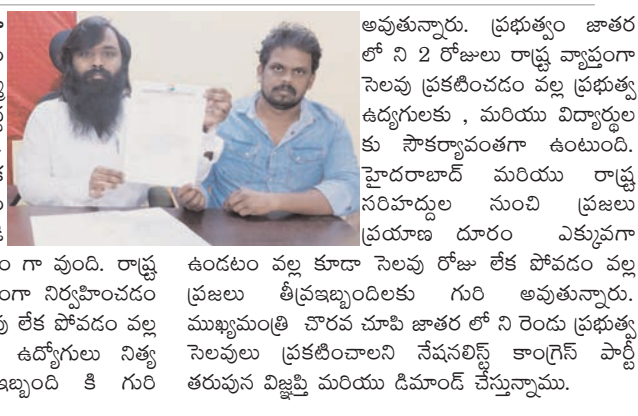 గా వుంది. రాష్ట్ర
నిర్వహించడం
లేక పోవడం వల్ల
ఉద్యోగులు నిత్య
కి గురి
అవుతున్నారు. ప్రభుత్వం జాతర
లో ని 2 రోజులు రాష్ట్ర వ్యాప్తంగా
సెలవు ప్రకటించడం వల్ల ప్రభుత్వ
ఉద్యగులకు , మరియు విద్యార్థుల
కు సౌకర్యావంతగా ఉంటుంది.
హైదరాబాద్ మరియు రాష్ట్ర
సరిహద్దుల నుంచి ప్రజలు
ప్రయాణ దూరం ఎక్కువగా
ఉండటం వల్ల కూడా సెలవు రోజు లేక పోవడం వల్ల
ప్రజలు తీవ్రఇబ్బందిలకు గురి అవుతున్నారు.
ముఖ్యమంత్రి చొరవ చూపి జాతర లో ని రెండు ప్రభుత్వ
సెలవులు ప్రకటించాలని నేషనలిస్ట్ కాంగ్రెస్ పార్టీ
తరుపున విజ్ఞప్తి మరియు డిమాండ్ చేస్తున్నాము.